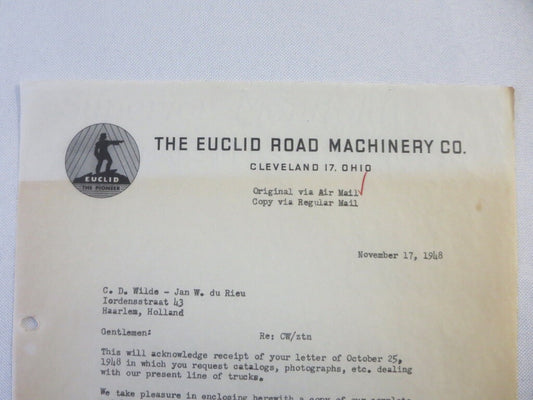 THE EUCLID ROAD MACHINERY CO.
CLEVELAND 17, OHIO
EUCLID
THE PIONEER
Original via Air Mail
Copy via Regular Mail
November 17, 1948
C. D. Wilde - Jan W. du Rieu
Iordensstraat 43
Haarlem, Holland
Gentlemen:
Re: CW/ztn
This will acknowledge receipt of your letter of October 25,
1948 in which you request catalogs, photographs, etc. dealing
with our present line of trucks.
We take pleasure in enclosing herewith a copy of our complete